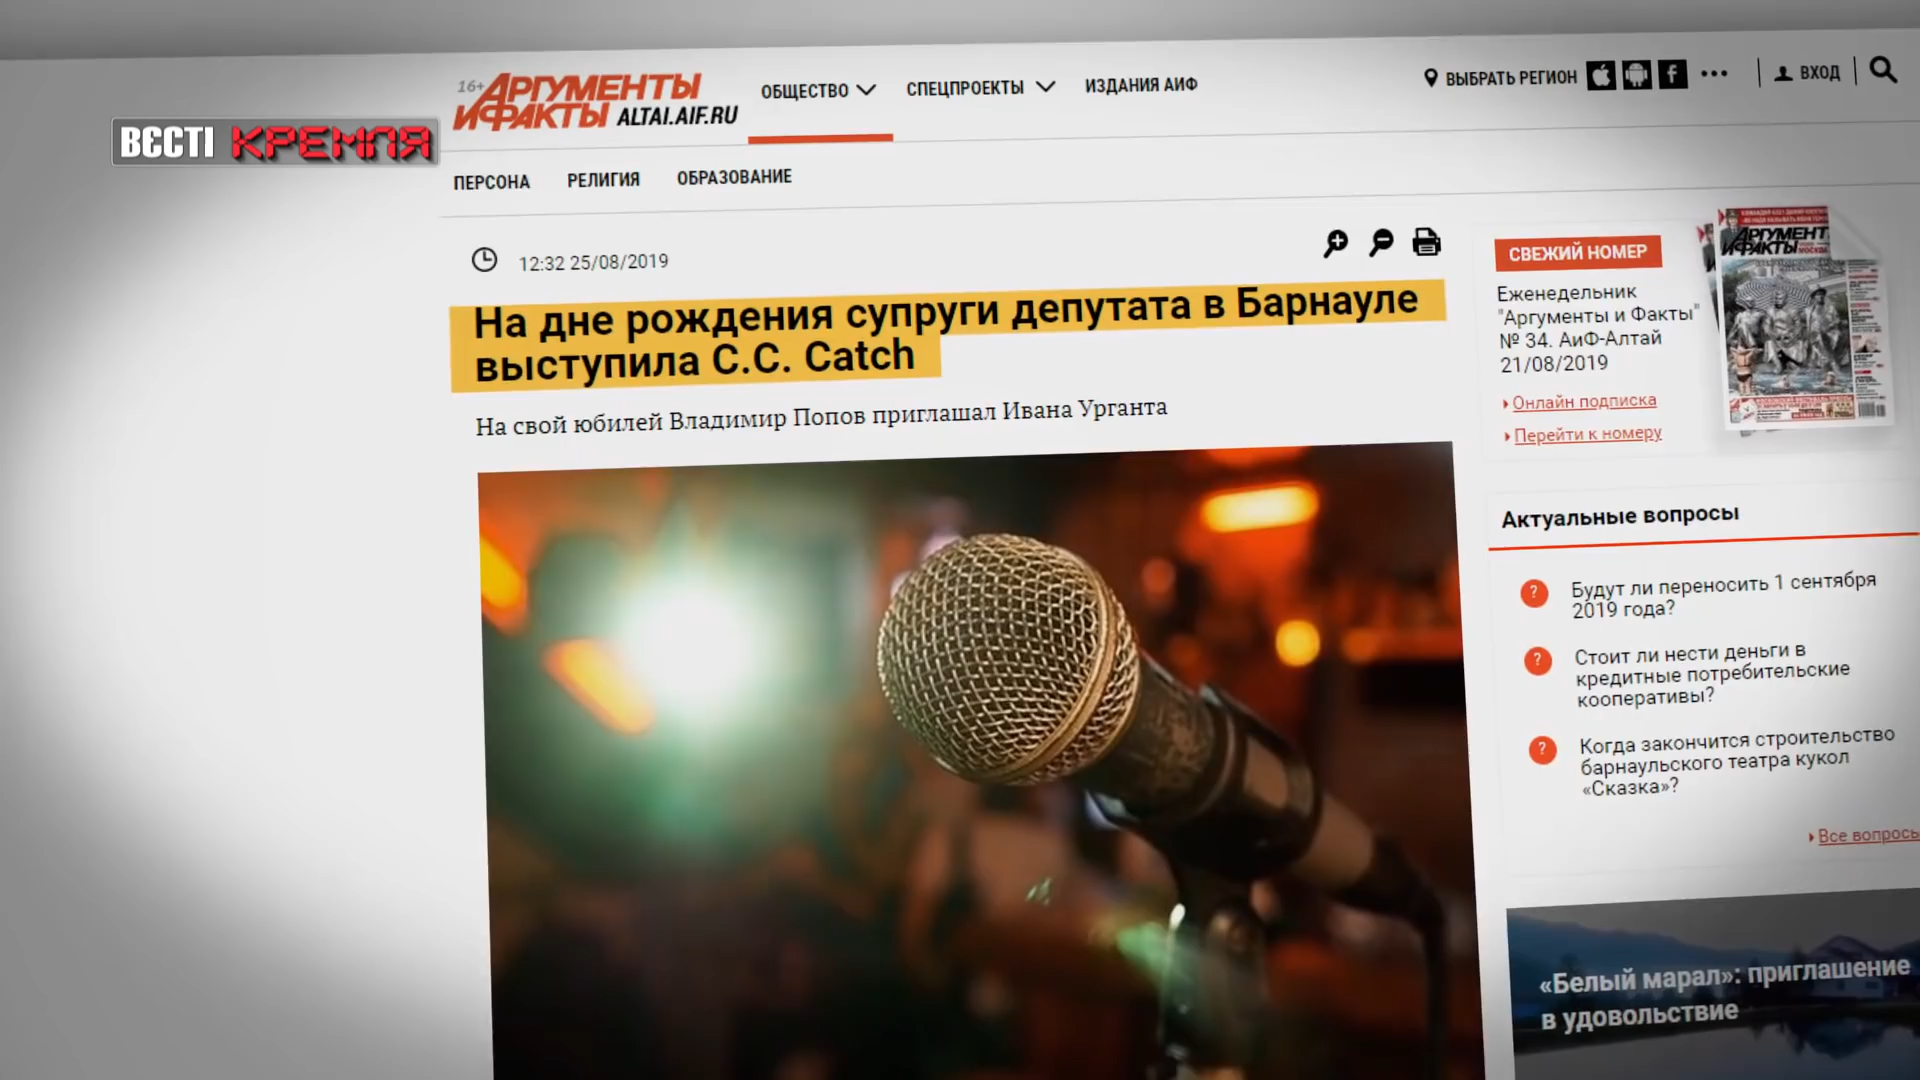 16+
АРГУМЕНТЫ
И ФАКТЫ ALTAI.AIF.RU
ОБЩЕСТВО
СПЕЦПРОЕКТЫ
ИЗДАНИЯ АИФ
ВЫБРАТЬ РЕГИОН
ВХОД
ВЄСТІ КРЕМЛЯ
ПЕРСОНА
РЕЛИГИЯ
ОБРАЗОВАНИЕ
12:32 25/08/2019
На дне рождения супруги депутата в Барнауле
выступила C.C. Catch
На свой юбилей Владимир Попов приглашал Ивана Урганта
СВЕЖИЙ НОМЕР
Еженедельник
"Аргументы и Факты"
№ 34. АиФ-Алтай
21/08/2019
Онлайн подписка
Перейти к номеру
Актуальные вопросы
Будут ли переносить 1 сентября
2019 года?
Стоит ли нести деньги в
кредитные потребительские
кооперативы?
Когда закончится строительство
барнаульского театра кукол
«Сказка»?
Все вопросы
«Белый марал»: приглашение
в удовольствие